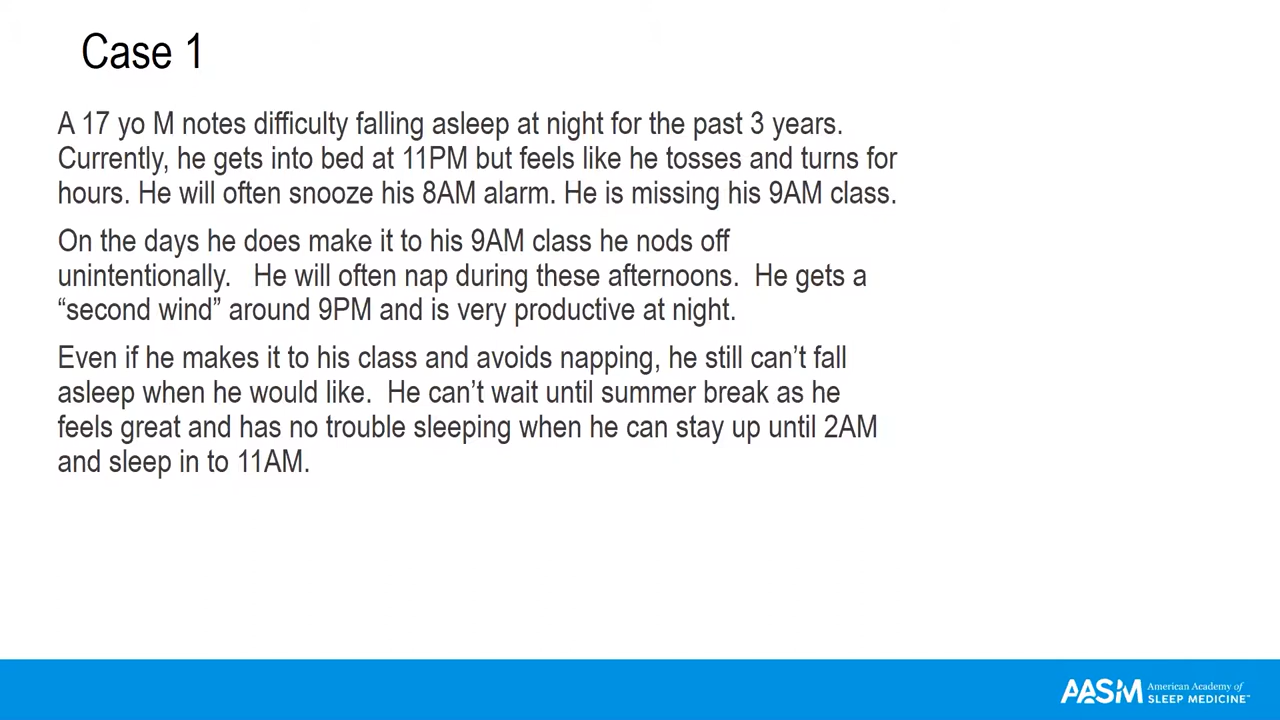 Case 1
A 17 yo M notes difficulty falling asleep at night for the past 3 years.
Currently, he gets into bed at 11PM but feels like he tosses and turns for
hours. He will often snooze his 8AM alarm. He is missing his 9AM class.
On the days he does make it to his 9AM class he nods off
unintentionally. He will often nap during these afternoons. He gets a
“second wind” around 9PM and is very productive at night.
Even if he makes it to his class and avoids napping, he still can’t fall
asleep when he would like. He can’t wait until summer break as he
feels great and has no trouble sleeping when he can stay up until 2AM
and sleep in to 11AM.
AASM American Academy of
SLEEP MEDICINE™